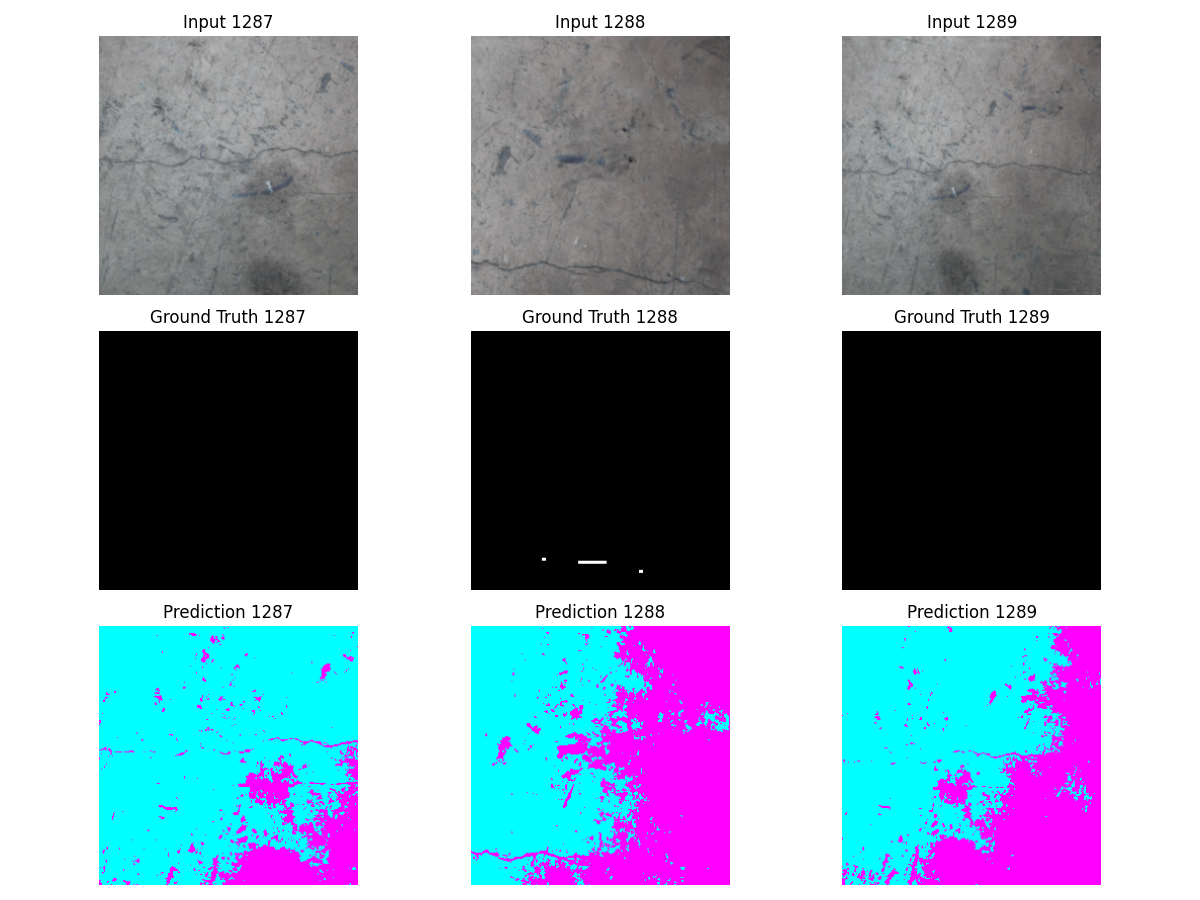 Input 1287
Input 1288
Input 1289
Ground Truth 1287
Ground Truth 1288
Ground Truth 1289
Prediction 1287
Prediction 1288
Prediction 1289